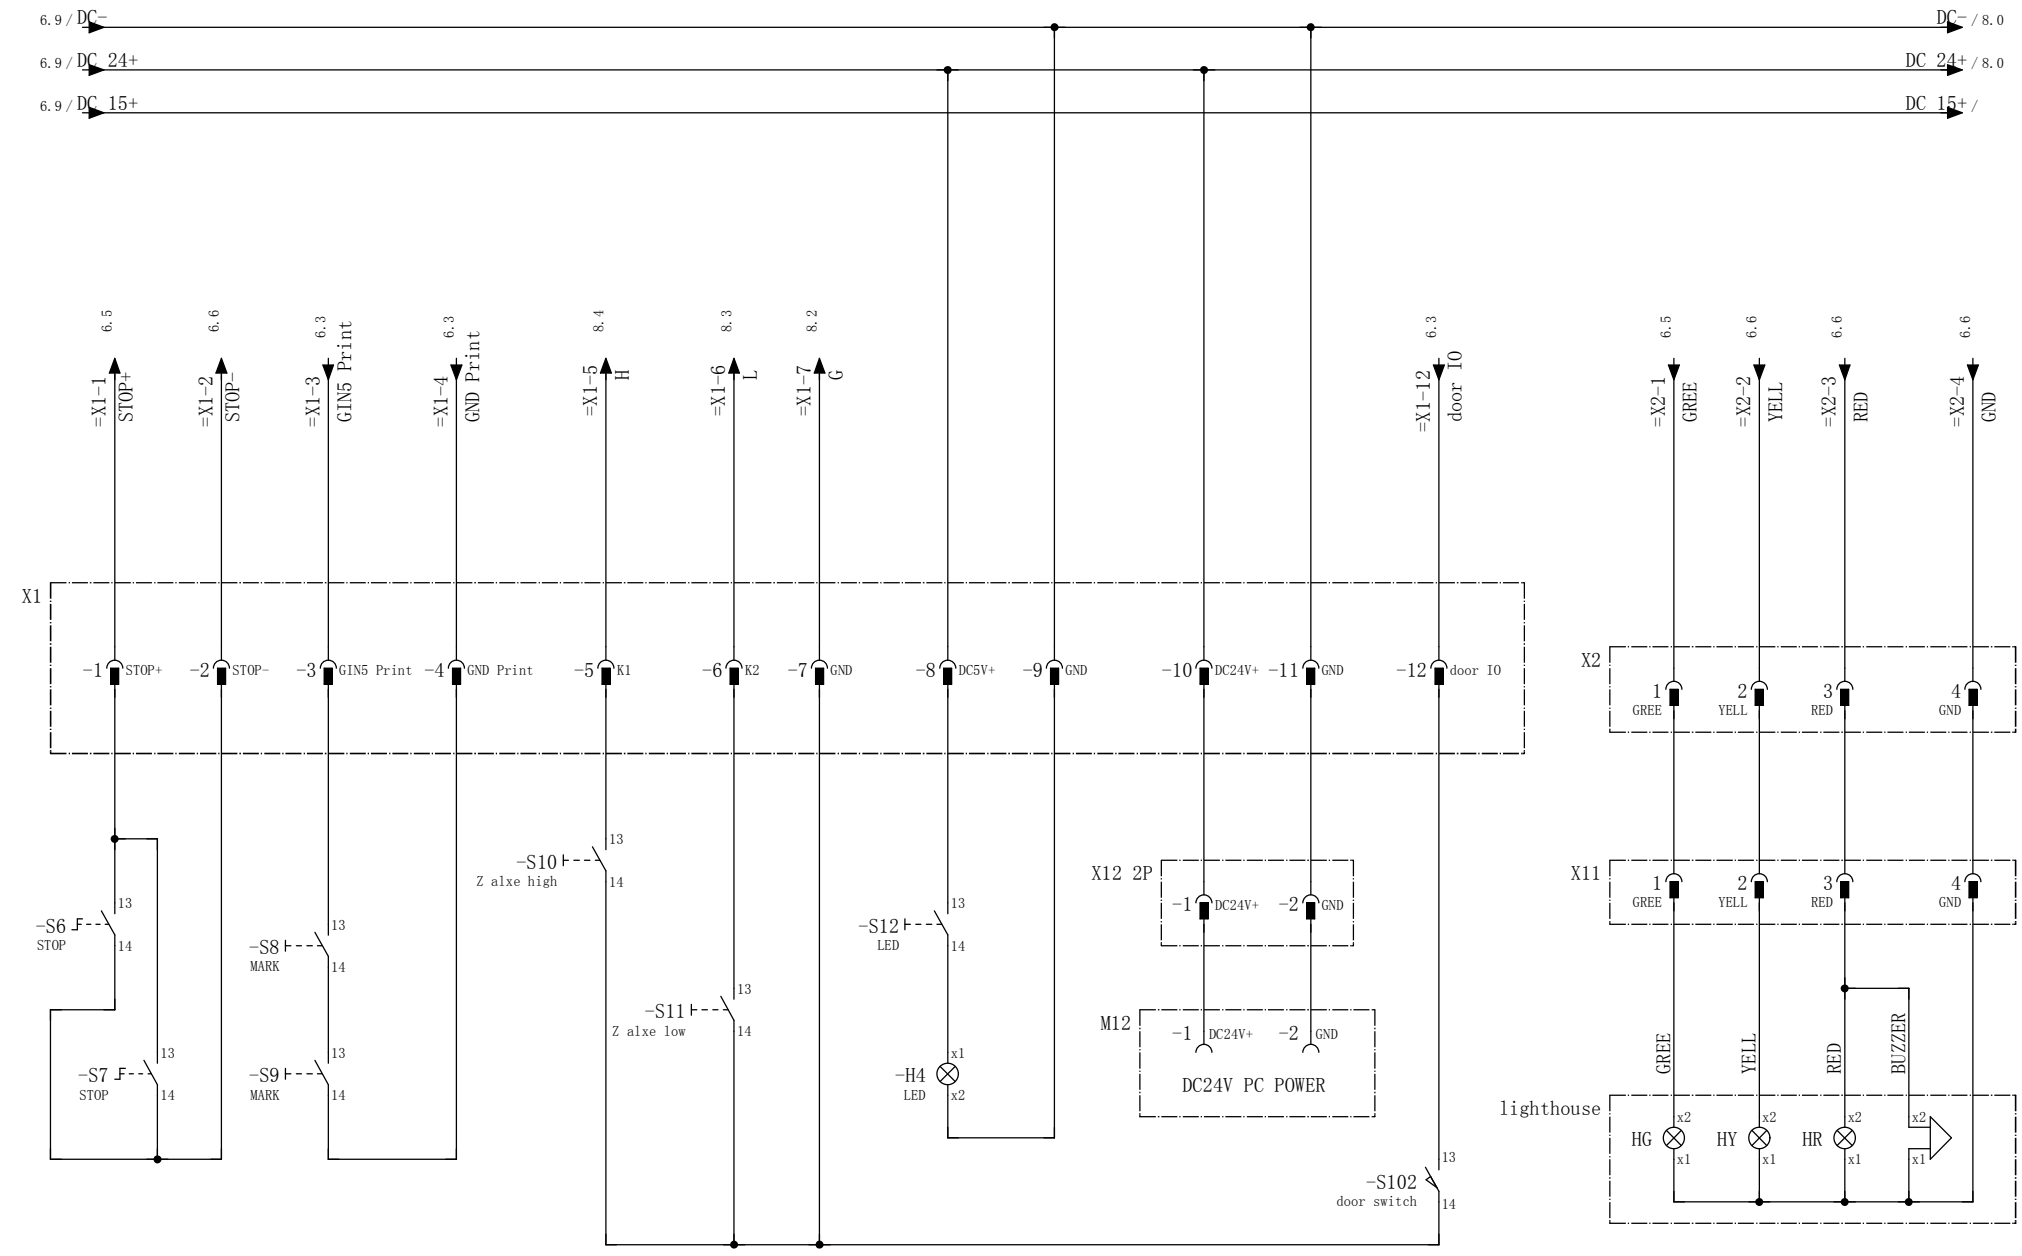 6.9 / DC- DC- / 8.0
6.9 / DC 24+ DC 24+ / 8.0
6.9 / DC 15+ DC 15+ /
6.5 =X1-1 STOP+
6.6 =X1-2 STOP-
6.3 =X1-3 GIN5 Print
6.3 =X1-4 GND Print
8.4 =X1-5 H
8.3 =X1-6 L
8.2 =X1-7 G
6.3 =X1-12 door IO
6.5 =X2-1 GREE
6.6 =X2-2 YELL
6.6 =X2-3 RED
6.6 =X2-4 GND
X1
-1 STOP+ -2 STOP- -3 GIN5 Print -4 GND Print -5 K1 -6 K2 -7 GND -8 DC5V+ -9 GND -10 DC24V+ -11 GND -12 door IO
X2
1 2 3 4
GREE YELL RED GND
-S10 13
Z alxe high 14
X12 2P
-1 DC24V+ -2 GND
X11
1 2 3 4
GREE YELL RED GND
-S6 13
STOP 14
-S8 13
MARK 14
-S12 13
LED 14
-S11 13
Z alxe low 14
M12
-1 DC24V+ -2 GND
DC24V PC POWER
-S7 13
STOP 14
-S9 13
MARK 14
-H4 x1
LED x2
GREE YELL RED BUZZER
lighthouse
x2 x2 x2 x2
HG HY HR
x1 x1 x1 x1
-S102 13
door switch 14